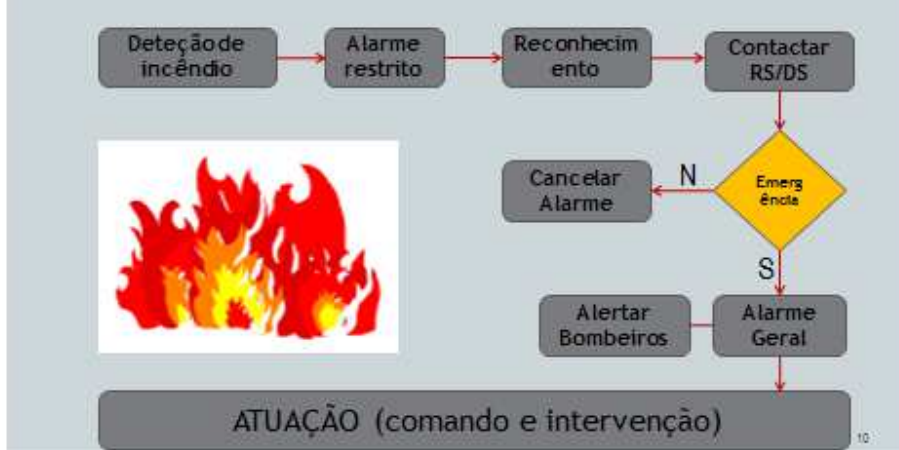 Deteção de
incêndio
Alarme
restrito
Reconhecim
ento
Contactar
RS/DS
Cancelar
Alarme
N
Emerg
ência
S
Alertar
Bombeiros
Alarme
Geral
ATUAÇÃO (comando e intervenção)
10